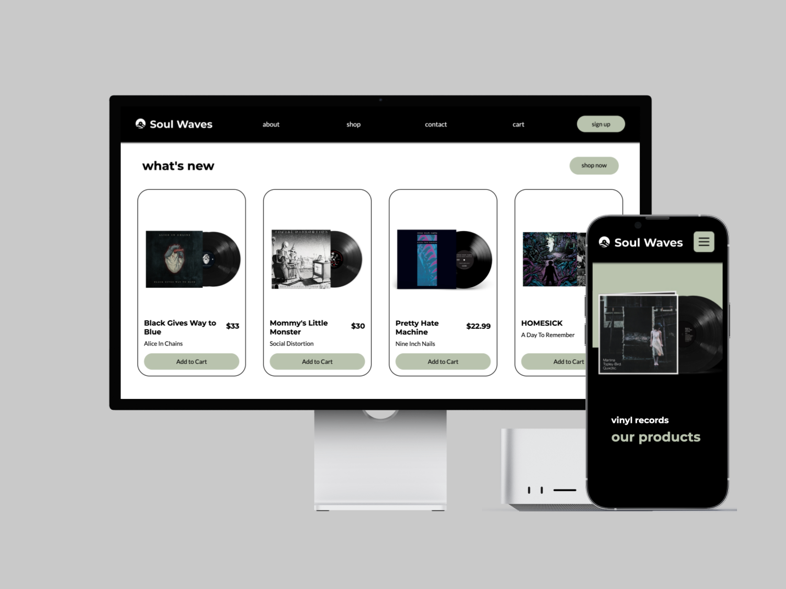 Soul Waves
about
shop
contact
cart
sign up
what's new
shop now
Black Gives Way to
Blue
$33
Alice In Chains
Add to Cart
Mommy's Little
Monster
$30
Social Distortion
Add to Cart
Pretty Hate
Machine
$22.99
Nine Inch Nails
Add to Cart
HOMESICK
A Day To Remember
Add to Cart
Soul Waves
vinyl records
our products